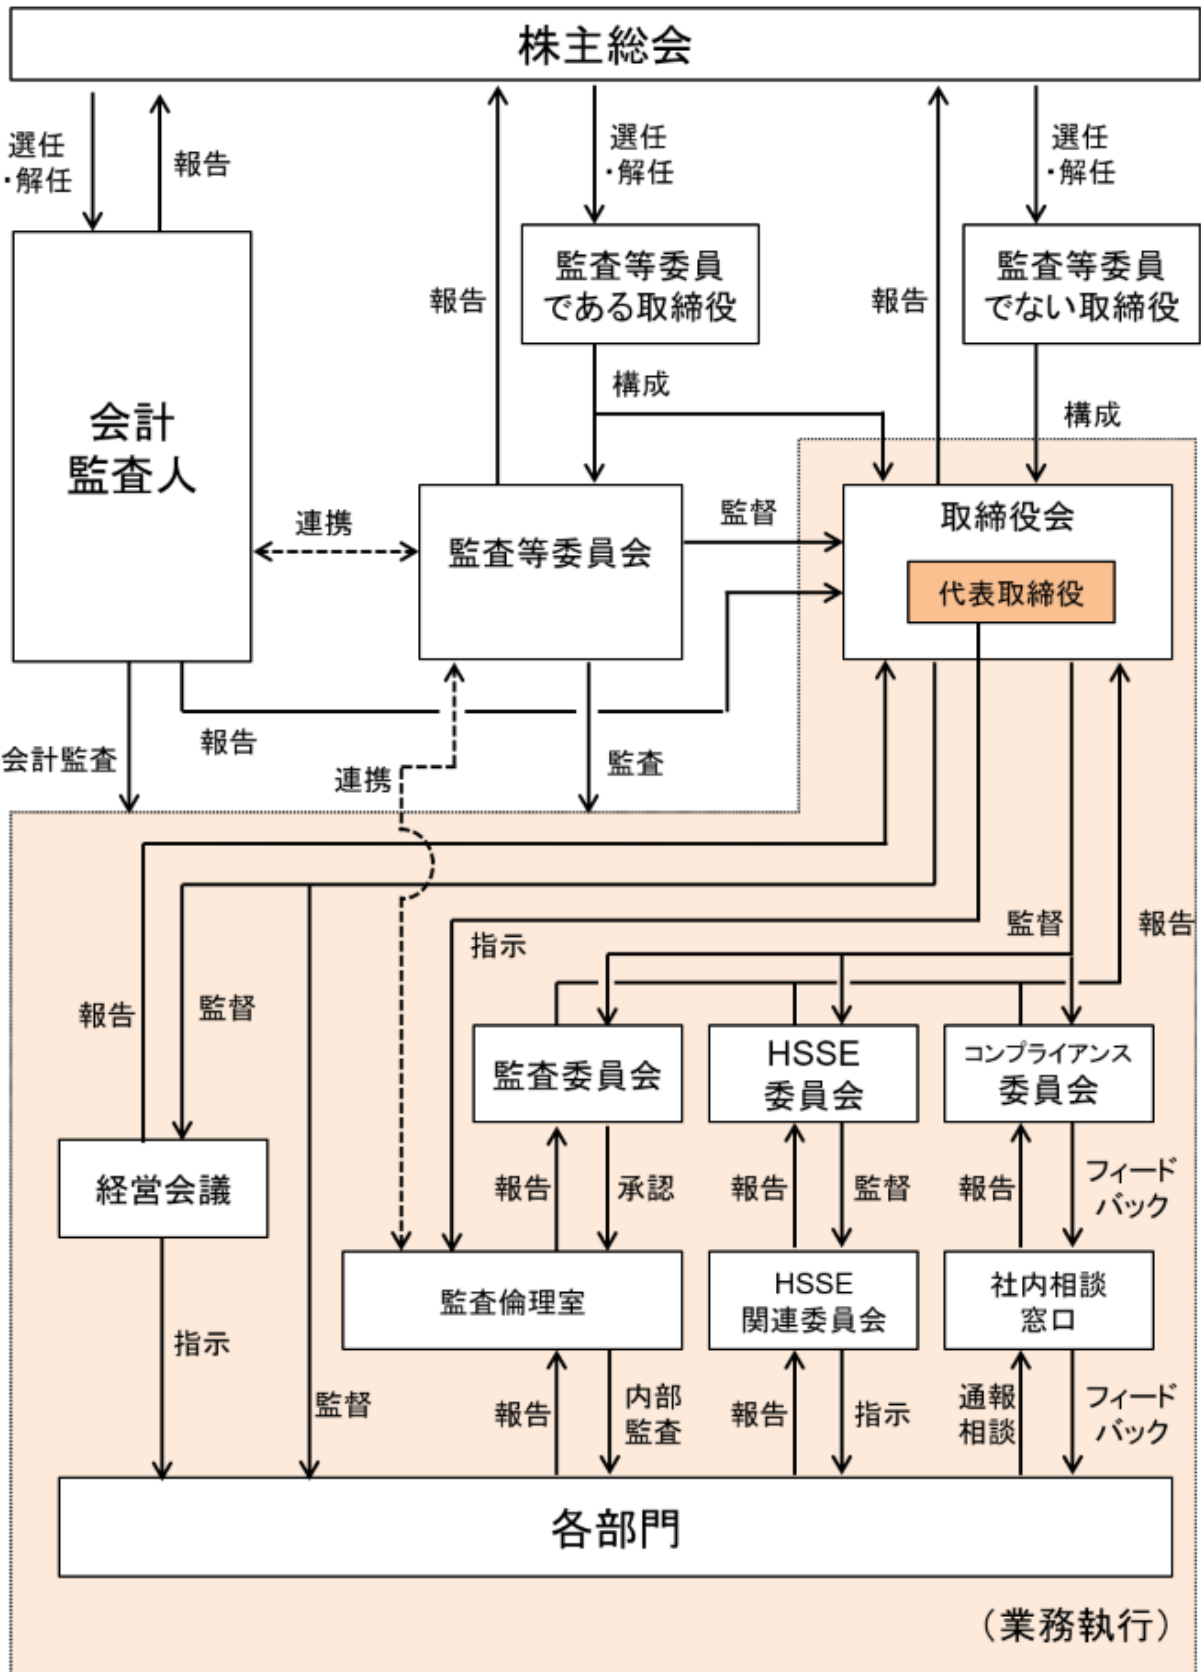 株主総会
選任
・解任
報告
報告
選任
・解任
報告
選任
・解任
監査等委員
である取締役
監査等委員
でない取締役
構成
構成
会計
監査人
連携
監査等委員会
監督
取締役会
代表取締役
会計監査
報告
連携
監査
報告
監督
指示
監督
報告
監査委員会
HSSE
委員会
コンプライアンス
委員会
経営会議
報告
承認
報告
監督
報告
フィード
バック
監査倫理室
HSSE
関連委員会
社内相談
窓口
指示
監督
報告
内部
監査
報告
指示
通報
相談
フィード
バック
各部門
（業務執行）